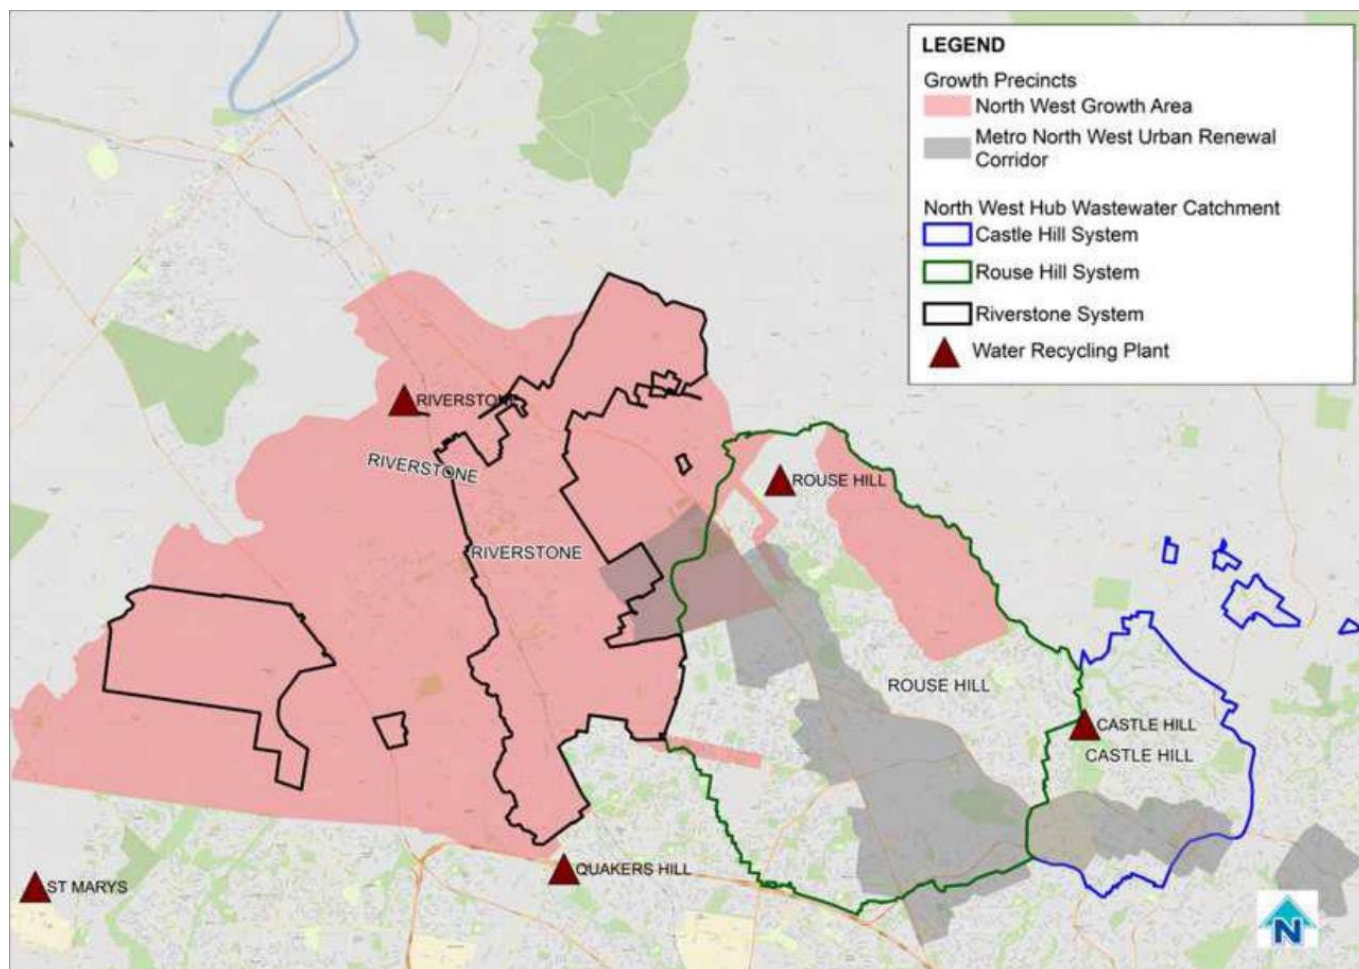 LEGEND
Growth Precincts
North West Growth Area
Metro North West Urban Renewal
Corridor
North West Hub Wastewater Catchment
Castle Hill System
Rouse Hill System
Riverstone System
Water Recycling Plant
RIVERSTONE
RIVERSTONE
ROUSE HILL
RIVERSTONE
ROUSE HILL
CASTLE HILL
CASTLE HILL
QUAKERS HILL
ST MARYS
N